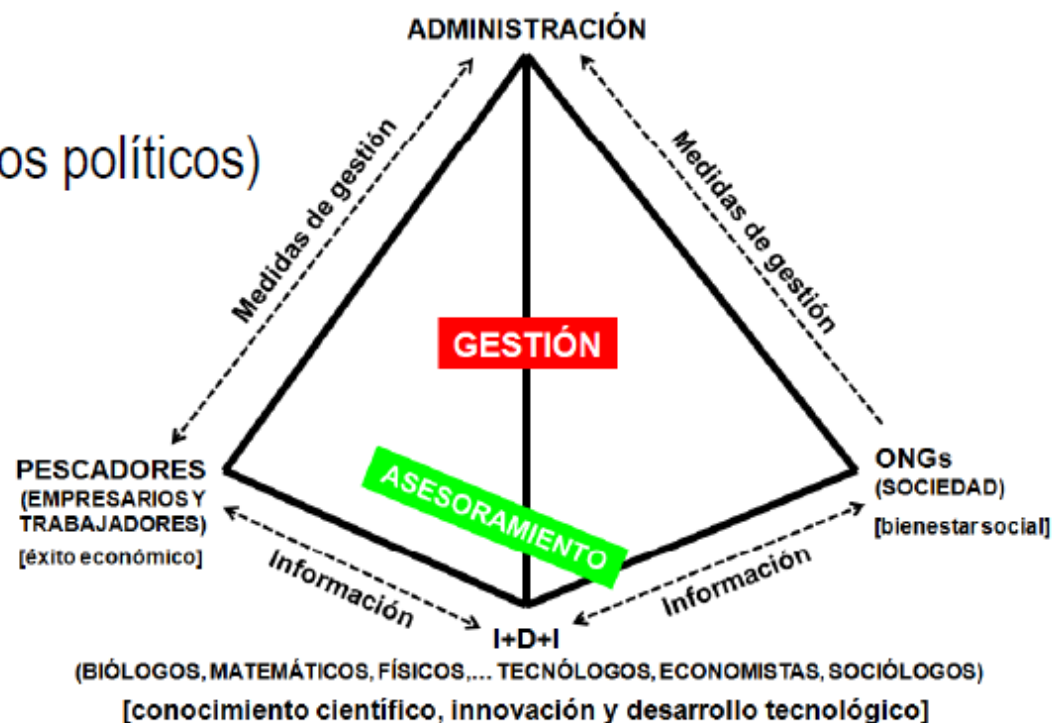 ADMINISTRACIÓN
os políticos)
Medidas de gestión
Medidas de gestión
GESTIÓN
PESCADORES
(EMPRESARIOS Y
TRABAJADORES)
[éxito económico]
ASESORAMIENTO
ONGs
(SOCIEDAD)
[bienestar social]
Información
Información
I+D+I
(BIÓLOGOS, MATEMÁTICOS, FÍSICOS,... TECNÓLOGOS, ECONOMISTAS, SOCIÓLOGOS)
[conocimiento científico, innovación y desarrollo tecnológico]